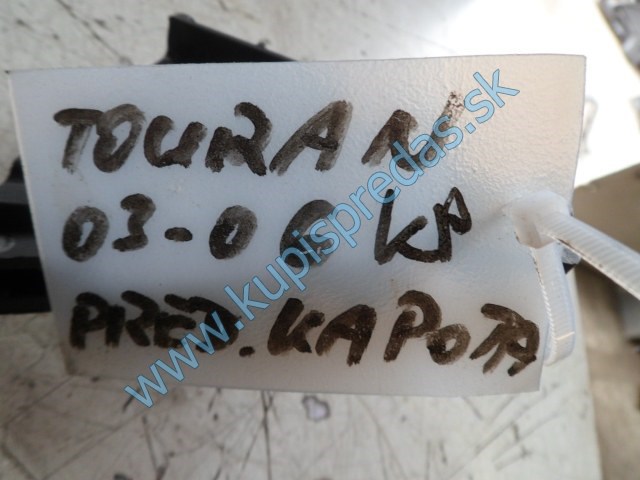 TOURAN
03-06 KP
PRED. KAPOTA
www.kupispredas.sk